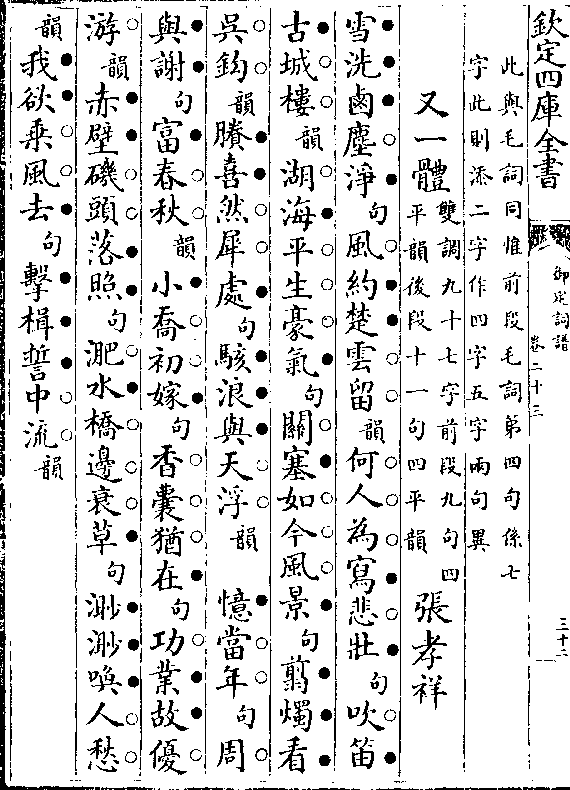 欽定四庫全書
御定詞譜
卷二十三
三十二
此與毛詞同惟前段毛詞第四句係七
字此則添二字作四字五字兩句異
又一體
雙調九十七字前段九句四
平韻後段十一句四平韻
張孝祥
雪洗鹵塵淨句風約楚雲留韻何人為寫悲壯句吹笛
古城樓韻湖海平生豪氣句關塞如今風景句翦燭看
吳鈎韻賸喜然犀處句駭浪與天浮韻 憶當年句周
與謝句富春秋韻小喬初嫁句香囊猶在句功業故優
游韻赤壁磯頭落照句淝水橋邊衰草句渺渺喚人愁
韻我欲乘風去句擊楫誓中流韻